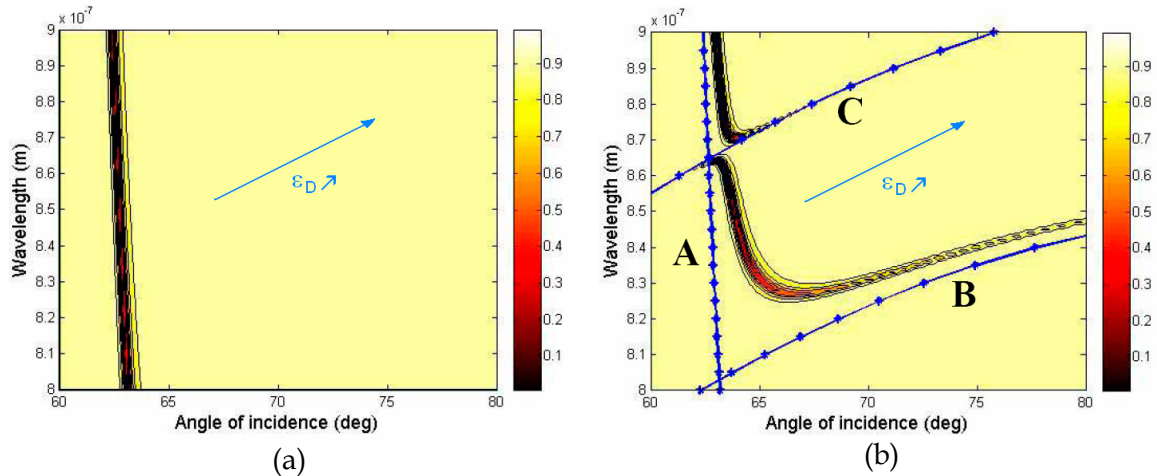 x 10⁻⁷
9
8.9
8.8
8.7
8.6
8.5
8.4
8.3
8.2
8.1
8
Wavelength (m)
60 65 70 75 80
Angle of incidence (deg)
ε_D ↗
0.9
0.8
0.7
0.6
0.5
0.4
0.3
0.2
0.1
(a)
x 10⁻⁷
9
8.9
8.8
8.7
8.6
8.5
8.4
8.3
8.2
8.1
8
Wavelength (m)
60 65 70 75 80
Angle of incidence (deg)
A
B
C
ε_D ↗
0.9
0.8
0.7
0.6
0.5
0.4
0.3
0.2
0.1
(b)